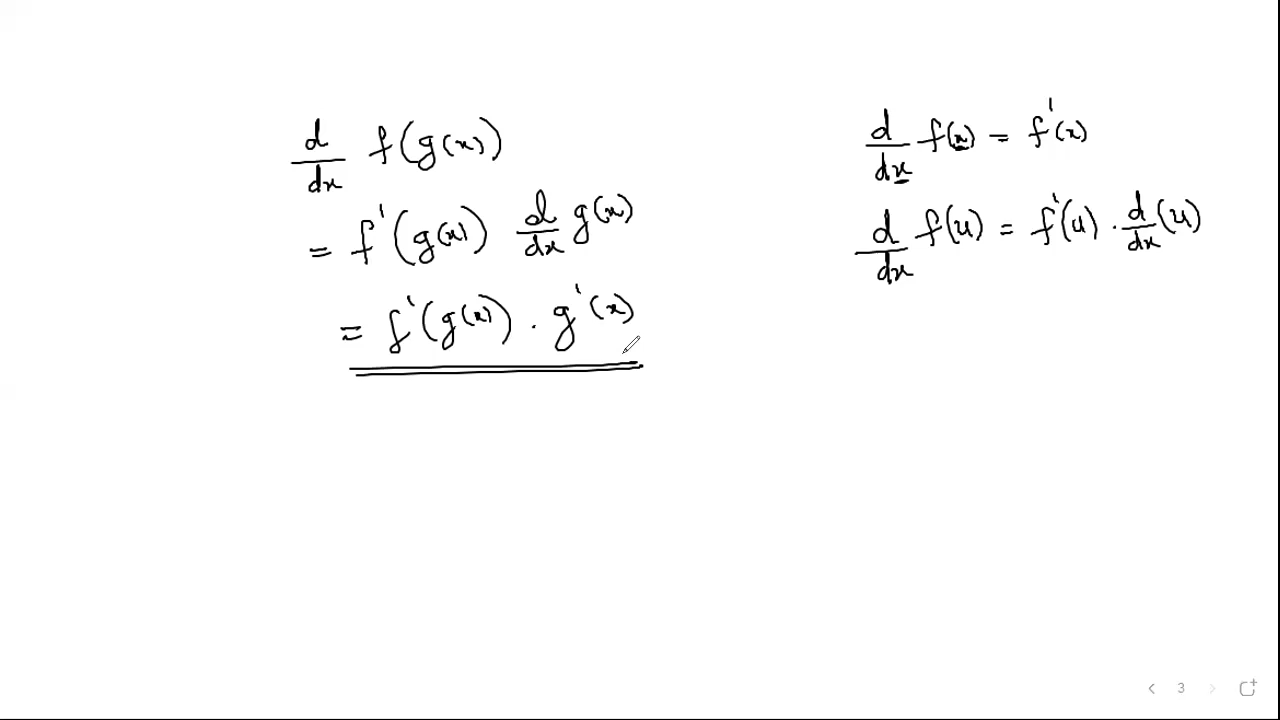 d/dx f(g(x))
= f'(g(x)) d/dx g(x)
= f'(g(x)) · g'(x)
d/dx f(x) = f'(x)
d/dx f(u) = f'(u) · d/dx (u)
3